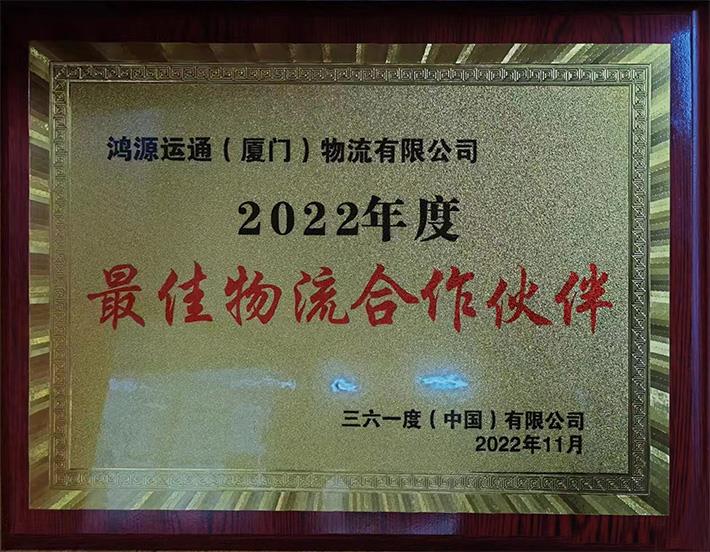 鸿源运通（厦门）物流有限公司
2022年度
最佳物流合作伙伴
三六一度（中国）有限公司
2022年11月